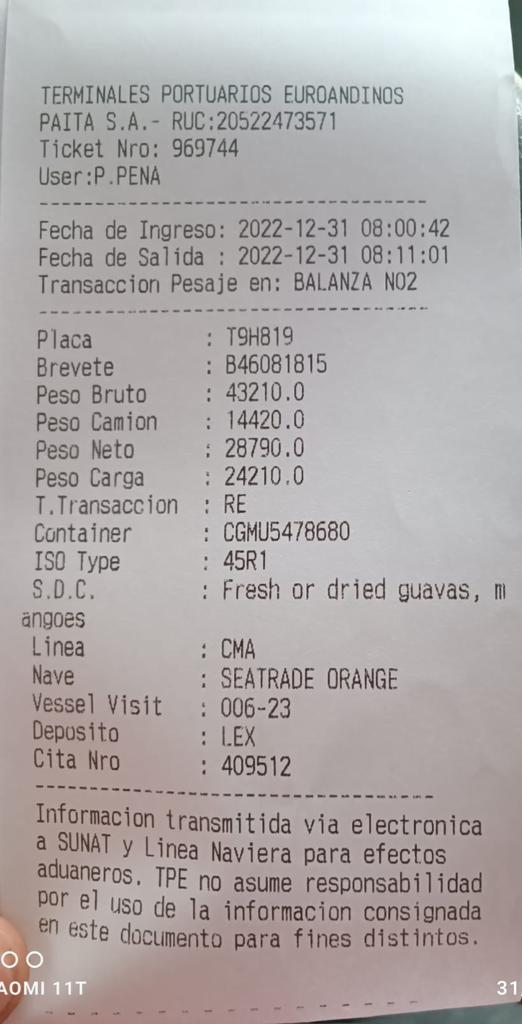 TERMINALES PORTUARIOS EUROANDINOS
PAITA S.A.- RUC:20522473571
Ticket Nro: 969744
User:P.PENA
Fecha de Ingreso: 2022-12-31 08:00:42
Fecha de Salida : 2022-12-31 08:11:01
Transaccion Pesaje en: BALANZA NO2
Placa : T9H819
Brevete : B46081815
Peso Bruto : 43210.0
Peso Camion : 14420.0
Peso Neto : 28790.0
Peso Carga : 24210.0
T.Transaccion : RE
Container : CGMU5478680
ISO Type : 45R1
S.D.C. : Fresh or dried guavas, m
angoes
Linea : CMA
Nave : SEATRADE ORANGE
Vessel Visit : 006-23
Deposito : LEX
Cita Nro : 409512
Informacion transmitida via electronica
a SUNAT y Linea Naviera para efectos
aduaneros. TPE no asume responsabilidad
por el uso de la informacion consignada
en este documento para fines distintos.
AOMI 11T
31/